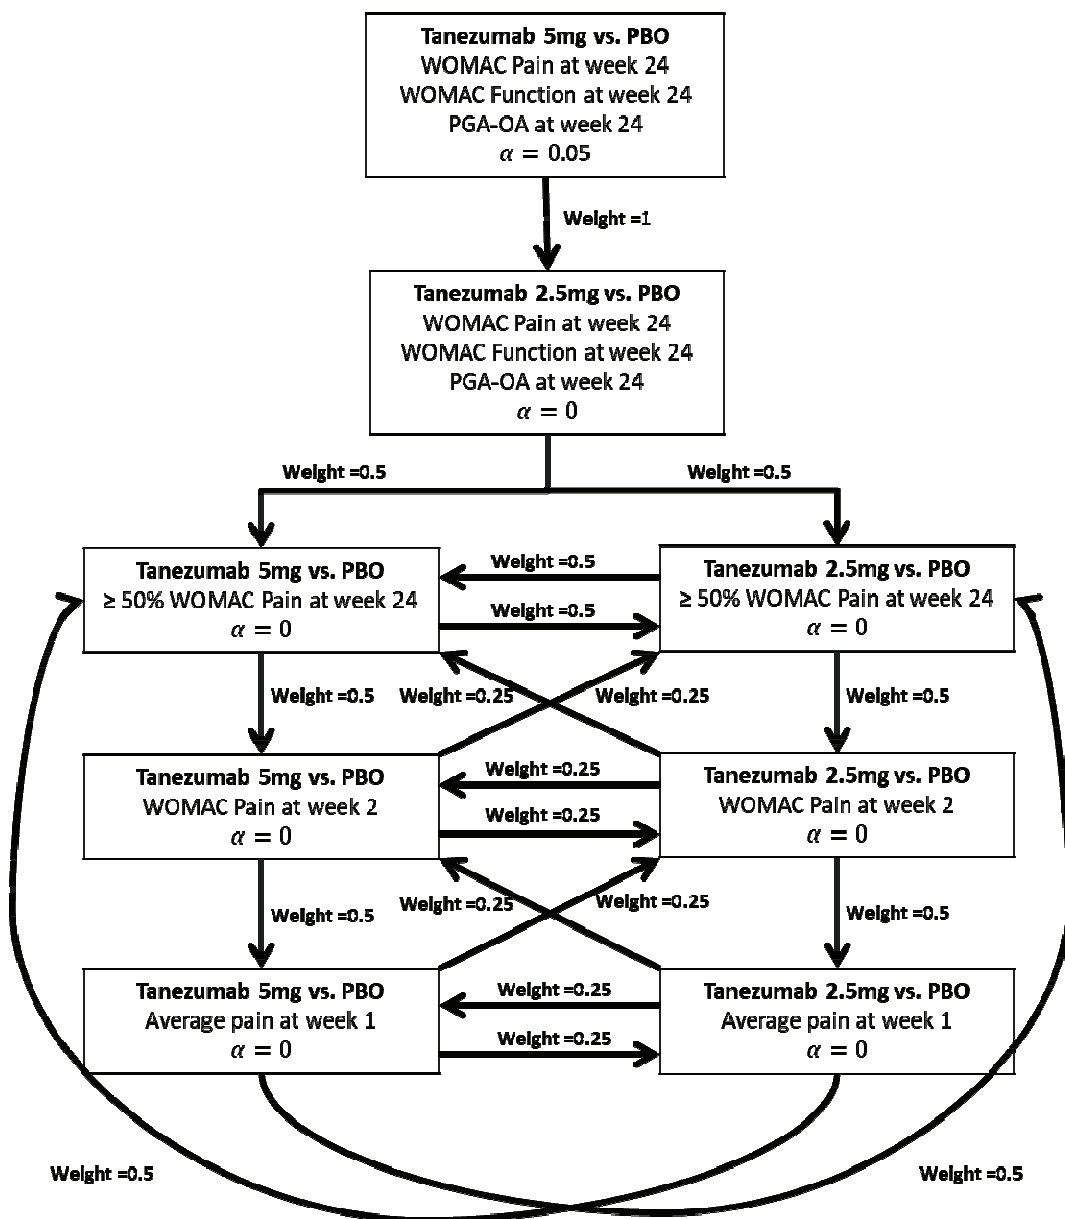 Tanezumab 5mg vs. PBO
WOMAC Pain at week 24
WOMAC Function at week 24
PGA-OA at week 24
α = 0.05
Weight =1
Tanezumab 2.5mg vs. PBO
WOMAC Pain at week 24
WOMAC Function at week 24
PGA-OA at week 24
α = 0
Weight =0.5
Weight =0.5
Tanezumab 5mg vs. PBO
≥ 50% WOMAC Pain at week 24
α = 0
Weight =0.5
Weight =0.5
Tanezumab 2.5mg vs. PBO
≥ 50% WOMAC Pain at week 24
α = 0
Weight =0.5
Weight =0.25
Weight =0.25
Weight =0.5
Tanezumab 5mg vs. PBO
WOMAC Pain at week 2
α = 0
Weight =0.25
Weight =0.25
Tanezumab 2.5mg vs. PBO
WOMAC Pain at week 2
α = 0
Weight =0.5
Weight =0.25
Weight =0.25
Weight =0.5
Tanezumab 5mg vs. PBO
Average pain at week 1
α = 0
Weight =0.25
Weight =0.25
Tanezumab 2.5mg vs. PBO
Average pain at week 1
α = 0
Weight =0.5
Weight =0.5